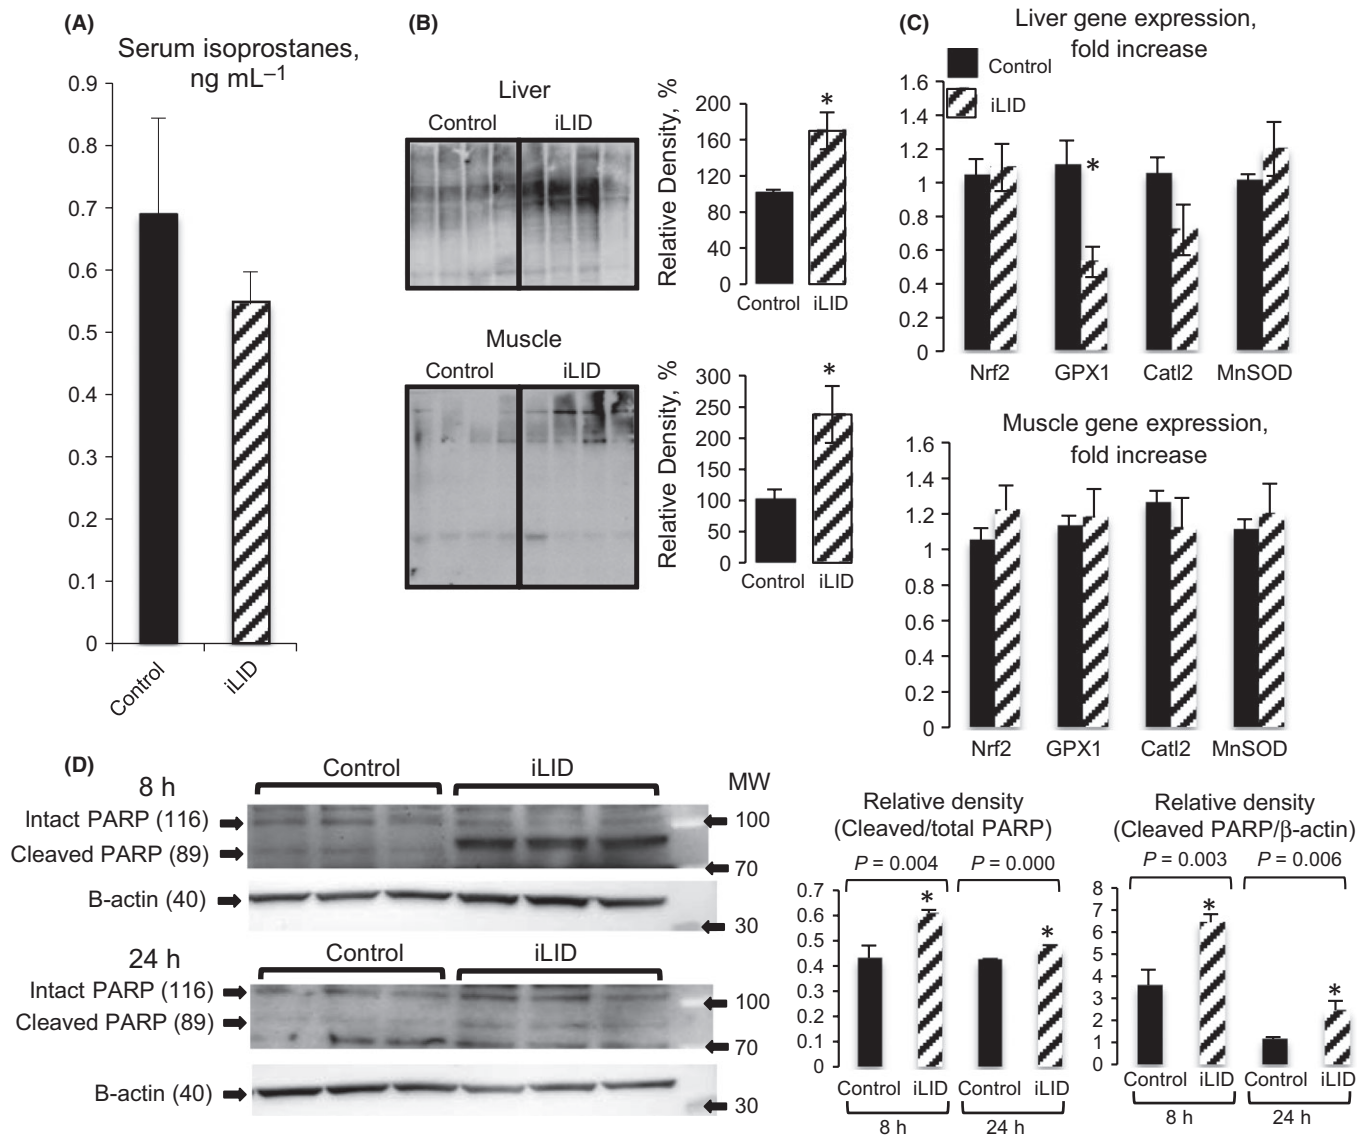 (A)
Serum isoprostanes,
ng mL–1
0.9
0.8
0.7
0.6
0.5
0.4
0.3
0.2
0.1
0
Control
iLID
(B)
Liver
Control iLID
Relative Density, %
200
160
120
80
40
0
*
Control iLID
Muscle
Control iLID
Relative Density, %
300
250
200
150
100
50
0
*
Control iLID
(C)
Liver gene expression,
fold increase
Control
iLID
1.6
1.4
1.2
1
0.8
0.6
0.4
0.2
0
*
Nrf2 GPX1 Catl2 MnSOD
Muscle gene expression,
fold increase
1.6
1.4
1.2
1
0.8
0.6
0.4
0.2
0
Nrf2 GPX1 Catl2 MnSOD
(D)
8 h
Control iLID
MW
Intact PARP (116)
100
Cleaved PARP (89)
70
B-actin (40)
30
24 h
Control iLID
Intact PARP (116)
100
Cleaved PARP (89)
70
B-actin (40)
30
Relative density
(Cleaved/total PARP)
P = 0.004 P = 0.000
0.7
0.6
0.5
0.4
0.3
0.2
0.1
0
* *
Control iLID Control iLID
8 h 24 h
Relative density
(Cleaved PARP/β-actin)
P = 0.003 P = 0.006
8
7
6
5
4
3
2
1
0
* *
Control iLID Control iLID
8 h 24 h